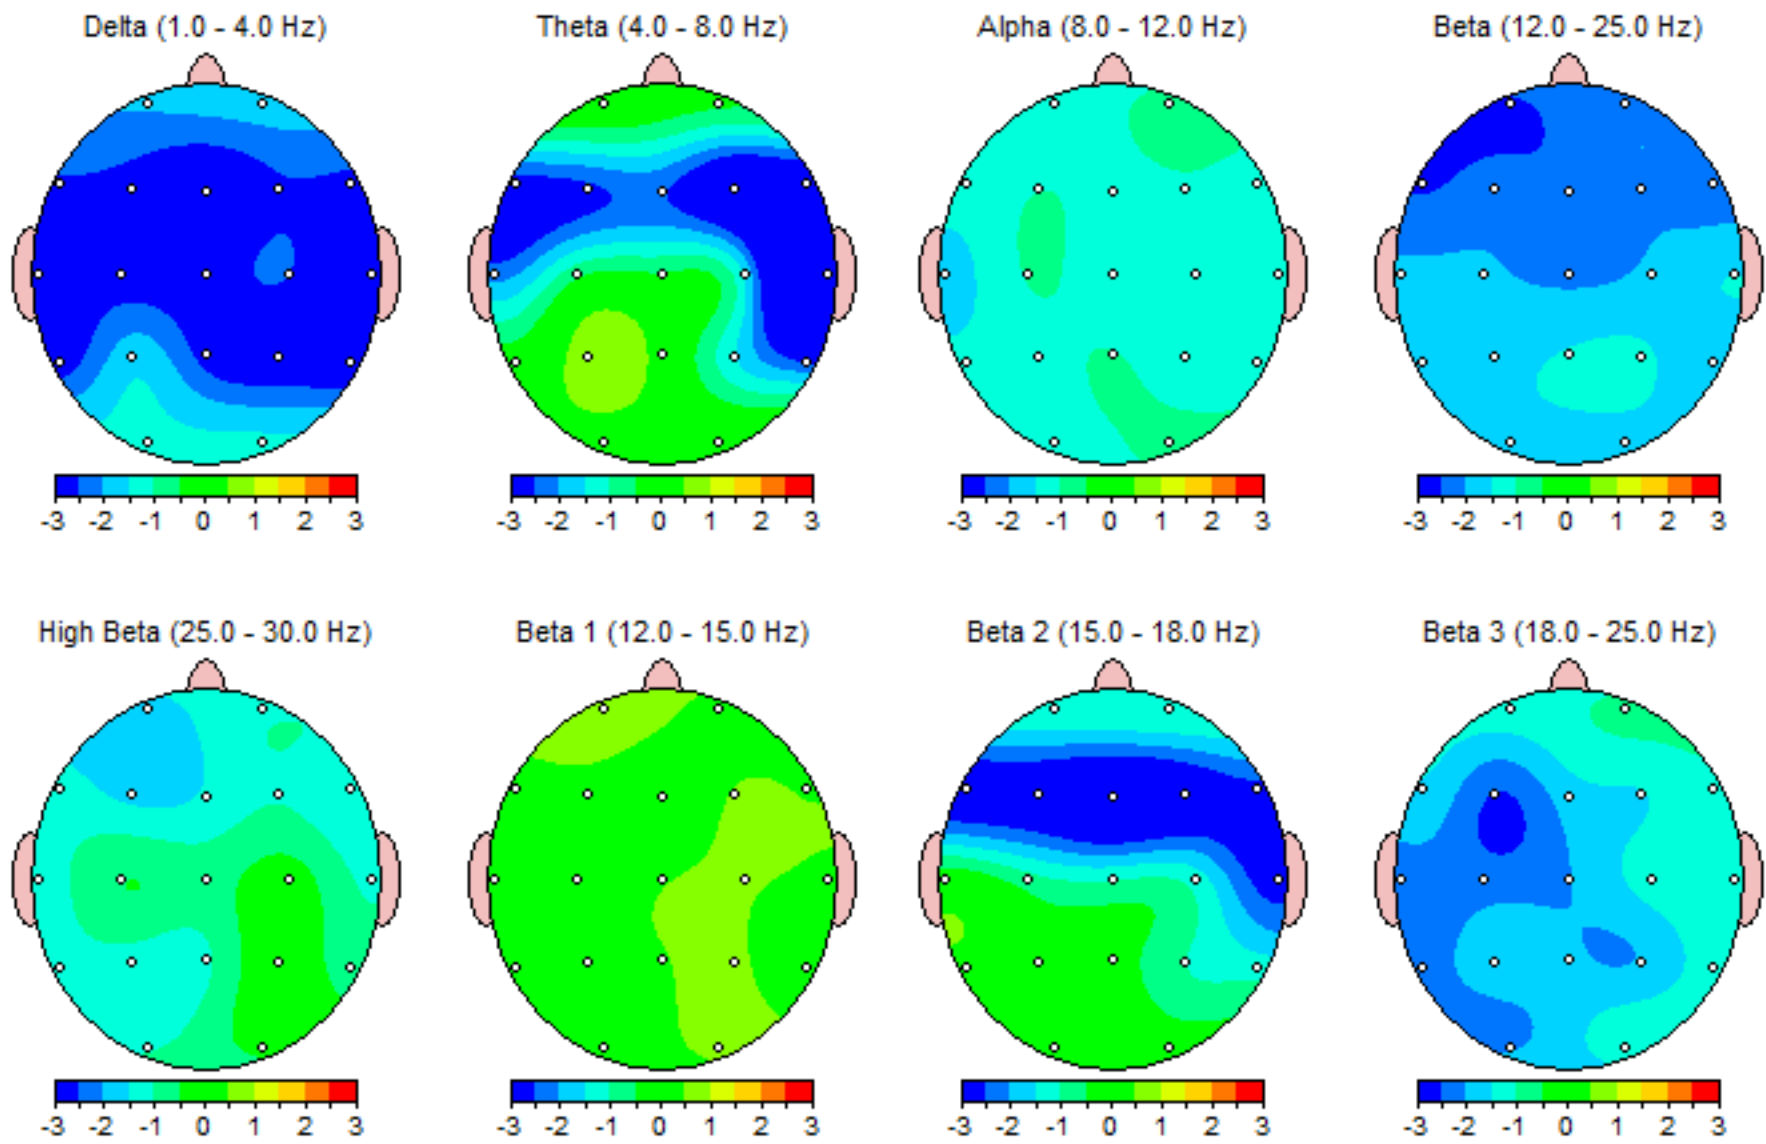 Delta (1.0 - 4.0 Hz) Theta (4.0 - 8.0 Hz) Alpha (8.0 - 12.0 Hz) Beta (12.0 - 25.0 Hz)
-3 -2 -1 0 1 2 3 -3 -2 -1 0 1 2 3 -3 -2 -1 0 1 2 3 -3 -2 -1 0 1 2 3
High Beta (25.0 - 30.0 Hz) Beta 1 (12.0 - 15.0 Hz) Beta 2 (15.0 - 18.0 Hz) Beta 3 (18.0 - 25.0 Hz)
-3 -2 -1 0 1 2 3 -3 -2 -1 0 1 2 3 -3 -2 -1 0 1 2 3 -3 -2 -1 0 1 2 3